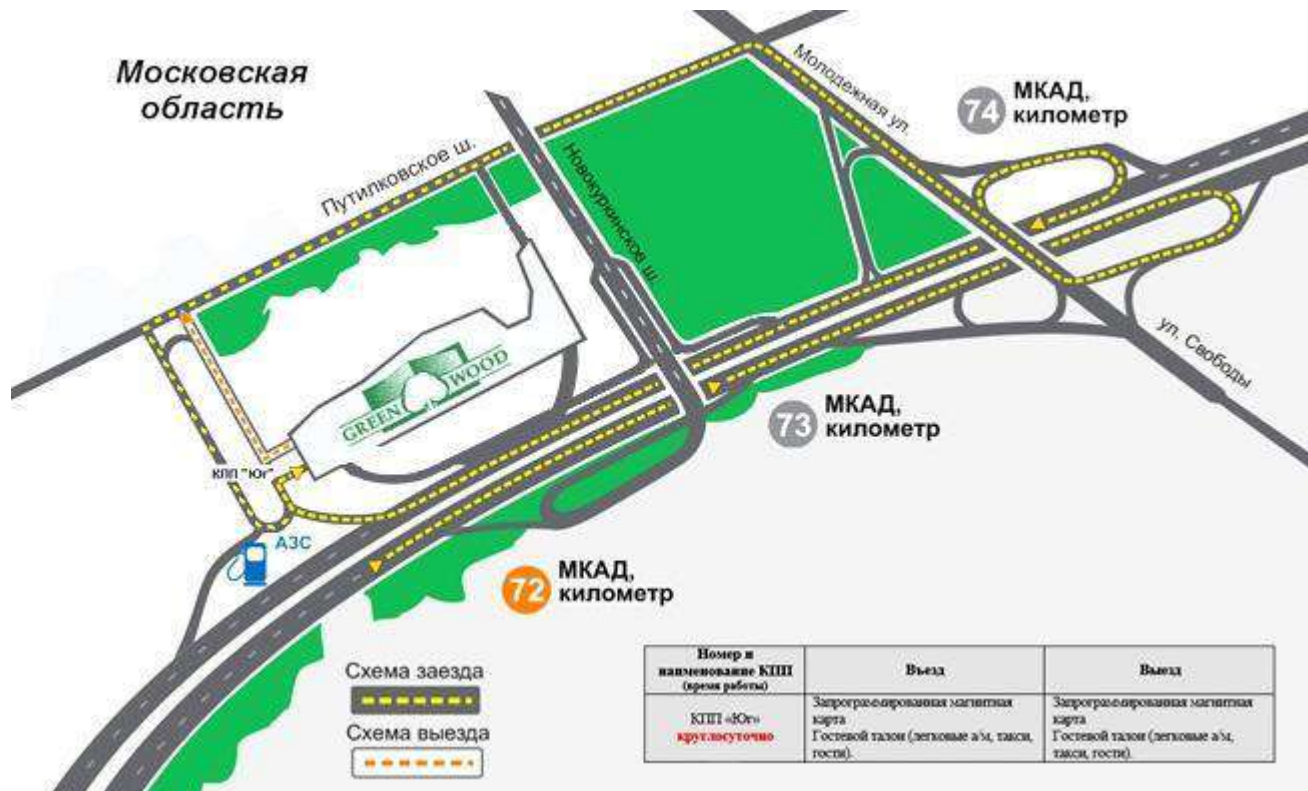 Московская
область
Путилковское ш.
Новокуркинское ш.
Молодежная ул.
74
МКАД,
километр
ул. Свободы
GREEN WOOD
73
МКАД,
километр
КПП "Юг"
АЗС
72
МКАД,
километр
Схема заезда
Схема выезда
Номер и
наименование КПП
(время работы)
Въезд
Выезд
КПП «Юг»
круглосуточно
Запрограммированная магнитная
карта
Гостевой талон (легковые а/м, такси,
гости).
Запрограммированная магнитная
карта
Гостевой талон (легковые а/м,
такси, гости).